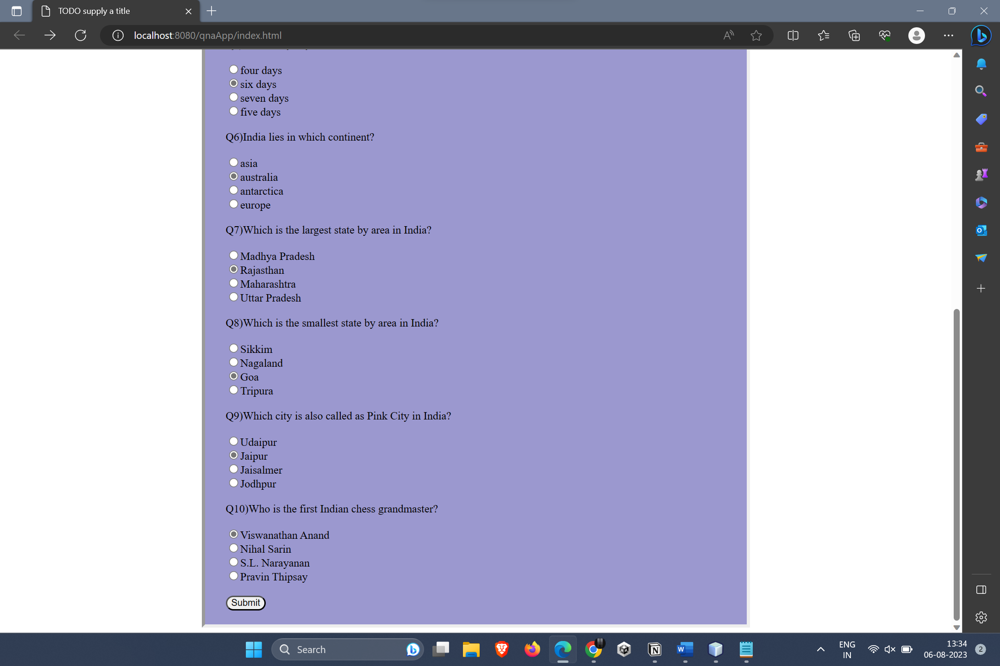 TODO supply a title
localhost:8080/qnaApp/index.html
four days
six days
seven days
five days
Q6)India lies in which continent?
asia
australia
antarctica
europe
Q7)Which is the largest state by area in India?
Madhya Pradesh
Rajasthan
Maharashtra
Uttar Pradesh
Q8)Which is the smallest state by area in India?
Sikkim
Nagaland
Goa
Tripura
Q9)Which city is also called as Pink City in India?
Udaipur
Jaipur
Jaisalmer
Jodhpur
Q10)Who is the first Indian chess grandmaster?
Viswanathan Anand
Nihal Sarin
S.L. Narayanan
Pravin Thipsay
Submit
Search
ENG
IN
13:34
06-08-2023
2